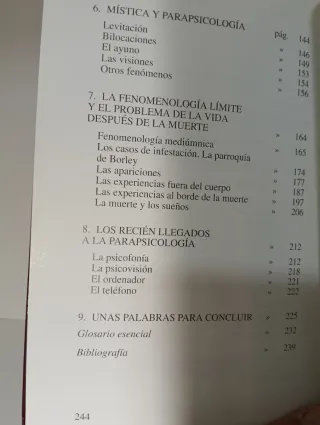 6. MÍSTICA Y PARAPSICOLOGÍA pág. 144
Levitación
Bilocaciones » 146
El ayuno » 149
Las visiones » 153
Otros fenómenos » 154
» 156
7. LA FENOMENOLOGÍA LÍMITE
Y EL PROBLEMA DE LA VIDA
DESPUÉS DE LA MUERTE » 164
Fenomenología mediúnmica » 165
Los casos de infestación. La parroquia
de Borley » 174
Las apariciones » 177
Las experiencias fuera del cuerpo » 187
Las experiencias al borde de la muerte » 197
La muerte y los sueños » 206
8. LOS RECIÉN LLEGADOS
A LA PARAPSICOLOGÍA » 212
La psicofonía » 212
La psicovisión » 218
El ordenador » 221
El teléfono » 222
9. UNAS PALABRAS PARA CONCLUIR » 225
Glosario esencial » 232
Bibliografía » 239
244